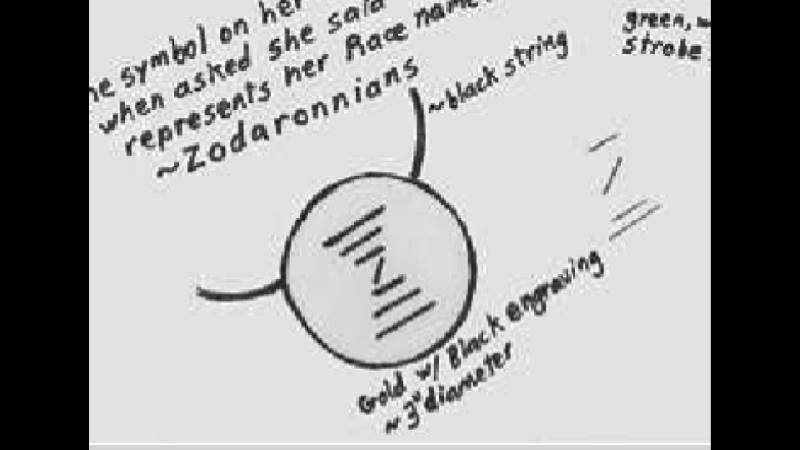 symbol on her
when asked she said
represents her Race name
~Zodaronnians
~black string
green,
strobe
Gold w/ Black engraving
~3" diameter